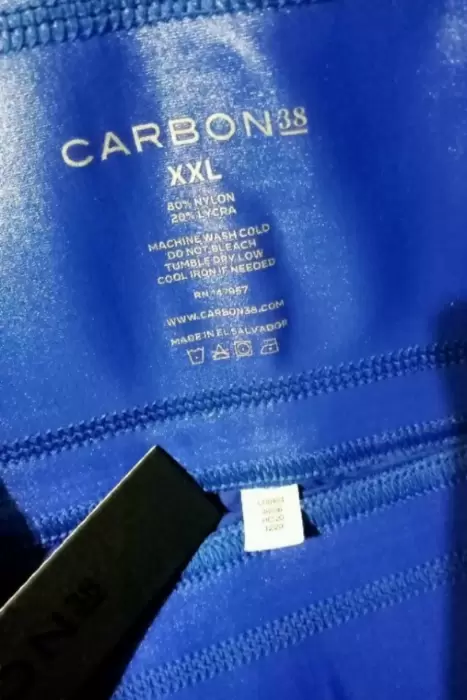 CARBON38
XXL
80% NYLON
20% LYCRA
MACHINE WASH COLD
DO NOT BLEACH
TUMBLE DRY LOW
COOL IRON IF NEEDED
WWW.CARBON38.COM
MADE IN EL SALVADOR
ON38